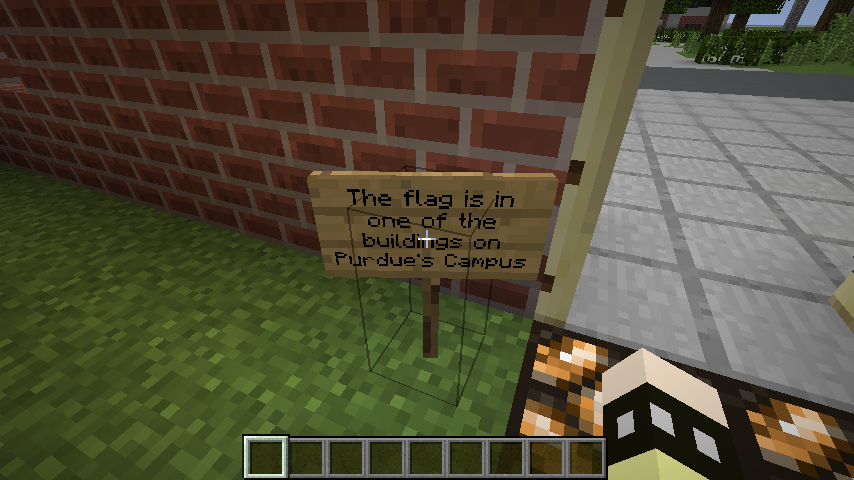 The flag is in
one of the
buildings on
Purdue's Campus